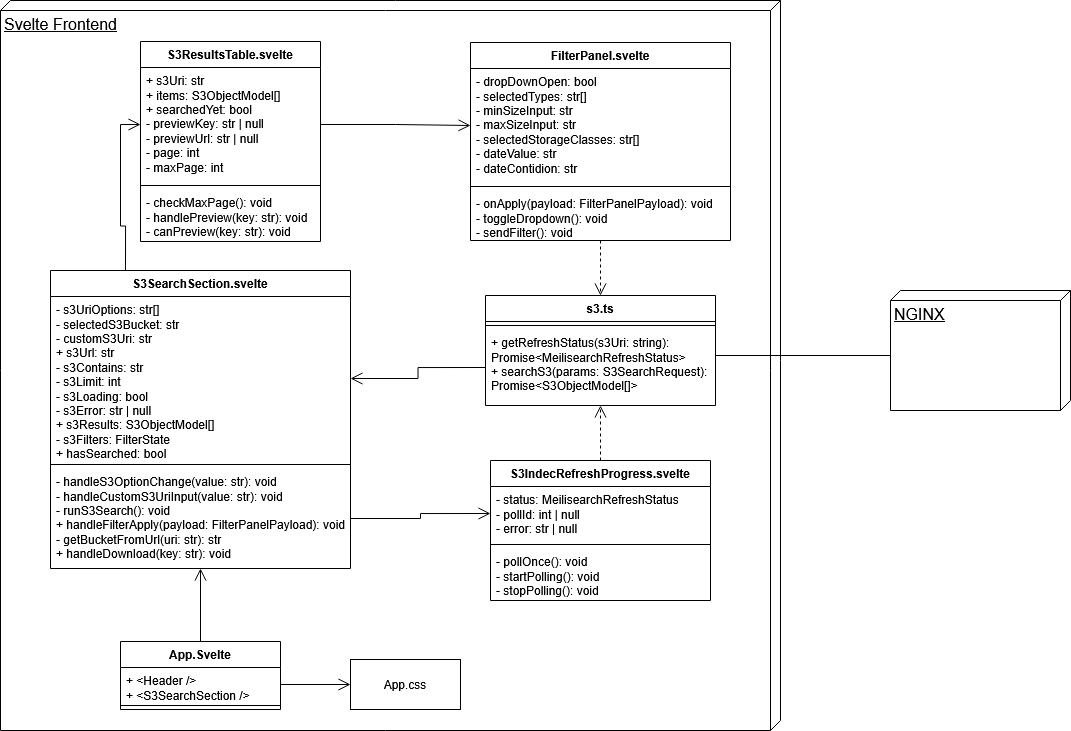 Svelte Frontend
S3ResultsTable.svelte
+ s3Uri: str
+ items: S3ObjectModel[]
+ searchedYet: bool
- previewKey: str | null
- previewUrl: str | null
- page: int
- maxPage: int
- checkMaxPage(): void
- handlePreview(key: str): void
- canPreview(key: str): void
FilterPanel.svelte
- dropDownOpen: bool
- selectedTypes: str[]
- minSizeInput: str
- maxSizeInput: str
- selectedStorageClasses: str[]
- dateValue: str
- dateContidion: str
- onApply(payload: FilterPanelPayload): void
- toggleDropdown(): void
- sendFilter(): void
S3SearchSection.svelte
- s3UriOptions: str[]
- selectedS3Bucket: str
- customS3Uri: str
+ s3Url: str
- s3Contains: str
- s3Limit: int
- s3Loading: bool
- s3Error: str | null
+ s3Results: S3ObjectModel[]
- s3Filters: FilterState
+ hasSearched: bool
- handleS3OptionChange(value: str): void
- handleCustomS3UriInput(value: str): void
- runS3Search(): void
+ handleFilterApply(payload: FilterPanelPayload): void
- getBucketFromUrl(uri: str): str
+ handleDownload(key: str): void
s3.ts
+ getRefreshStatus(s3Uri: string):
Promise<MeilisearchRefreshStatus>
+ searchS3(params: S3SearchRequest):
Promise<S3ObjectModel[]>
NGINX
S3IndecRefreshProgress.svelte
- status: MeilisearchRefreshStatus
- pollId: int | null
- error: str | null
- pollOnce(): void
- startPolling(): void
- stopPolling(): void
App.Svelte
+ <Header />
+ <S3SearchSection />
App.css